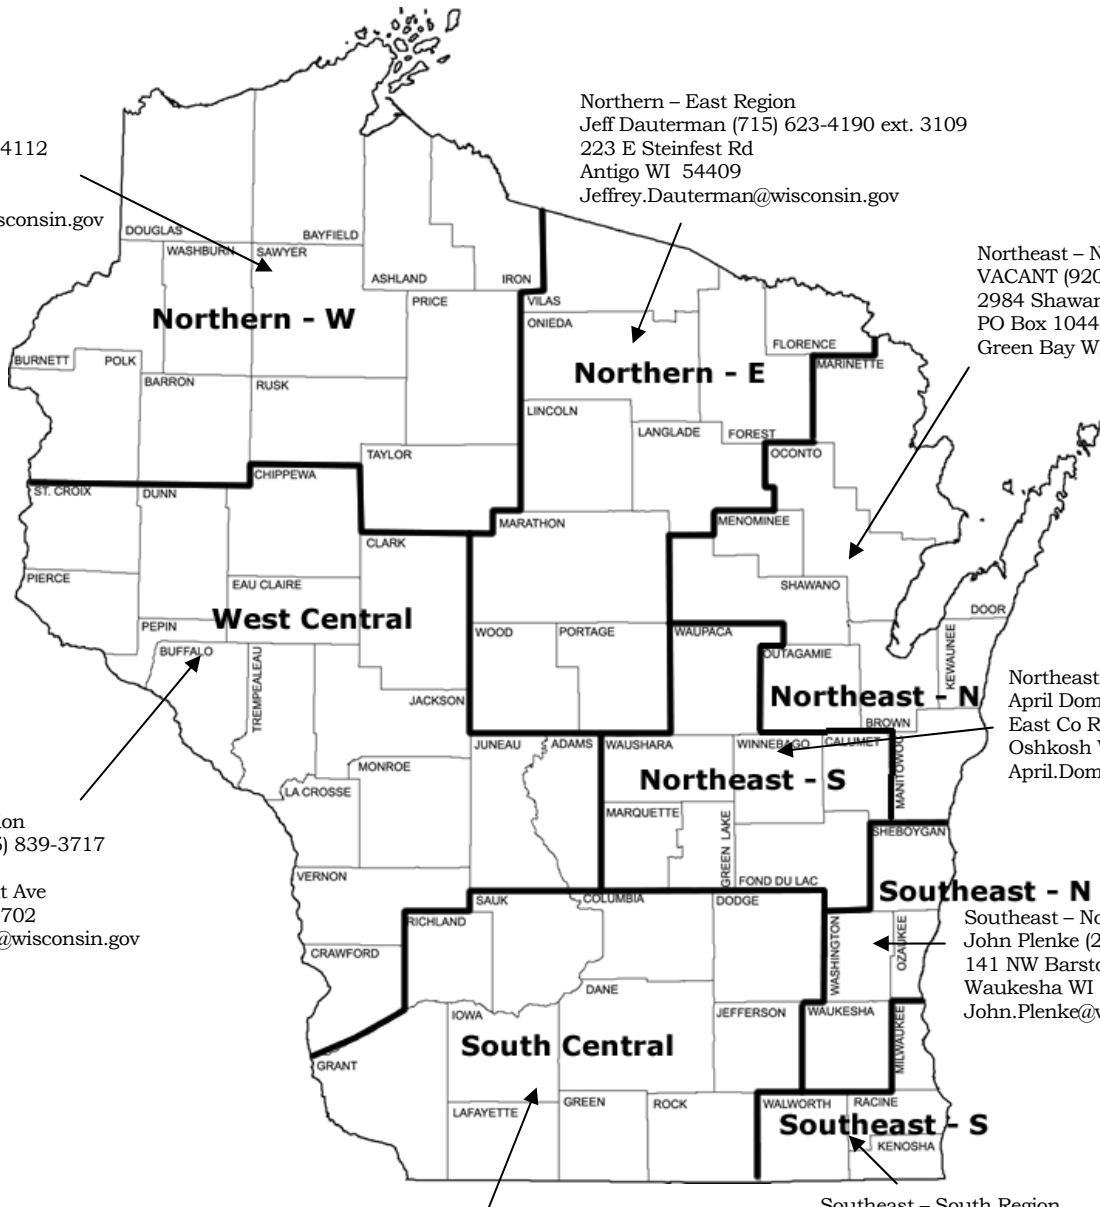 Northern – East Region
Jeff Dauterman (715) 623-4190 ext. 3109
223 E Steinfest Rd
Antigo WI  54409
Jeffrey.Dauterman@wisconsin.gov
4112
sconsin.gov
Northeast – N
VACANT (920
2984 Shawan
PO Box 1044
Green Bay W
DOUGLAS
BAYFIELD
WASHBURN
SAWYER
ASHLAND
IRON
PRICE
VILAS
ONIEDA
Northern - W
Northern - E
FLORENCE
MARINETTE
BURNETT
POLK
BARRON
RUSK
LINCOLN
LANGLADE
FOREST
TAYLOR
OCONTO
CHIPPEWA
ST. CROIX
DUNN
MARATHON
MENOMINEE
CLARK
PIERCE
EAU CLAIRE
SHAWANO
DOOR
West Central
PEPIN
WOOD
PORTAGE
WAUPACA
BUFFALO
OUTAGAMIE
KEWAUNEE
TREMPEALEAU
Northeast
April Dom
East Co R
Oshkosh
April.Dom
JACKSON
Northeast - N
BROWN
JUNEAU
ADAMS
WAUSHARA
WINNEBAGO
CALUMET
MANITOWOC
MONROE
Northeast - S
LA CROSSE
MARQUETTE
GREEN LAKE
SHEBOYGAN
on
) 839-3717
t Ave
702
@wisconsin.gov
VERNON
FOND DU LAC
Southeast - N
SAUK
COLUMBIA
DODGE
RICHLAND
Southeast – No
John Plenke (2
141 NW Barsto
Waukesha WI
John.Plenke@w
WASHINGTON
OZAUKEE
CRAWFORD
DANE
IOWA
JEFFERSON
WAUKESHA
MILWAUKEE
South Central
GRANT
LAFAYETTE
GREEN
ROCK
WALWORTH
RACINE
Southeast - S
KENOSHA
Southeast – South Region